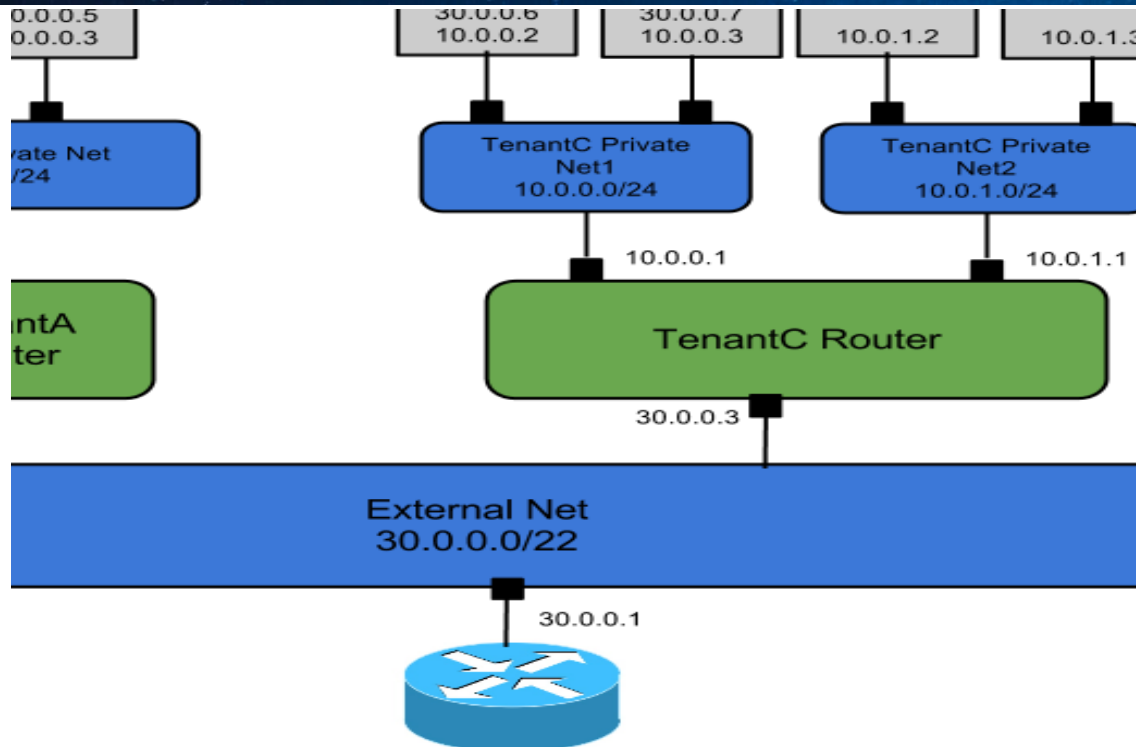 0.0.0.5
0.0.0.3
30.0.0.6
10.0.0.2
30.0.0.7
10.0.0.3
10.0.1.2
10.0.1.3
vate Net
/24
TenantC Private
Net1
10.0.0.0/24
TenantC Private
Net2
10.0.1.0/24
10.0.0.1
10.0.1.1
antA
ter
TenantC Router
30.0.0.3
External Net
30.0.0.0/22
30.0.0.1